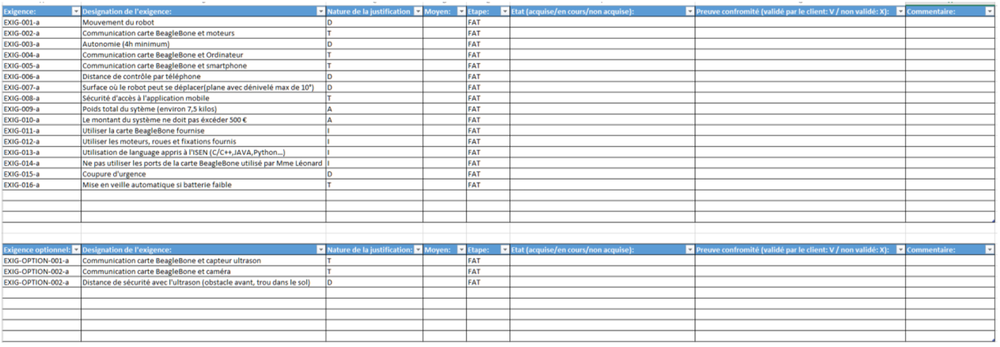 Exigence: Designation de l'exigence: Nature de la justification Moyen: Etape: Etat (acquise/en cours/non acquise): Preuve conformité (validé par le client: V / non validé: X): Commentaire:
EXIG-001-a Mouvement du robot D FAT
EXIG-002-a Communication carte BeagleBone et moteurs T FAT
EXIG-003-a Autonomie (4h minimum) D FAT
EXIG-004-a Communication carte BeagleBone et Ordinateur T FAT
EXIG-005-a Communication carte BeagleBone et smartphone T FAT
EXIG-006-a Distance de contrôle par téléphone D FAT
EXIG-007-a Surface où le robot peut se déplacer(plane avec dénivelé max de 10°) D FAT
EXIG-008-a Sécurité d'accès à l'application mobile T FAT
EXIG-009-a Poids total du sytème (environ 7,5 kilos) A FAT
EXIG-010-a Le montant du système ne doit pas éxcéder 500 € A FAT
EXIG-011-a Utiliser la carte BeagleBone fournise I FAT
EXIG-012-a Utiliser les moteurs, roues et fixations fournis I FAT
EXIG-013-a Utilisation de language appris à l'ISEN (C/C++,JAVA,Python...) I FAT
EXIG-014-a Ne pas utiliser les ports de la carte BeagleBone utilisé par Mme Léonard I FAT
EXIG-015-a Coupure d'urgence D FAT
EXIG-016-a Mise en veille automatique si batterie faible T FAT
Exigence optionnel: Designation de l'exigence: Nature de la justification: Moyen: Etape: Etat (acquise/en cours/non acquise): Preuve conformité (validé par le client: V / non validé: X): Commentaire:
EXIG-OPTION-001-a Communication carte BeagleBone et capteur ultrason T FAT
EXIG-OPTION-002-a Communication carte BeagleBone et caméra T FAT
EXIG-OPTION-002-a Distance de sécurité avec l'ultrason (obstacle avant, trou dans le sol) D FAT